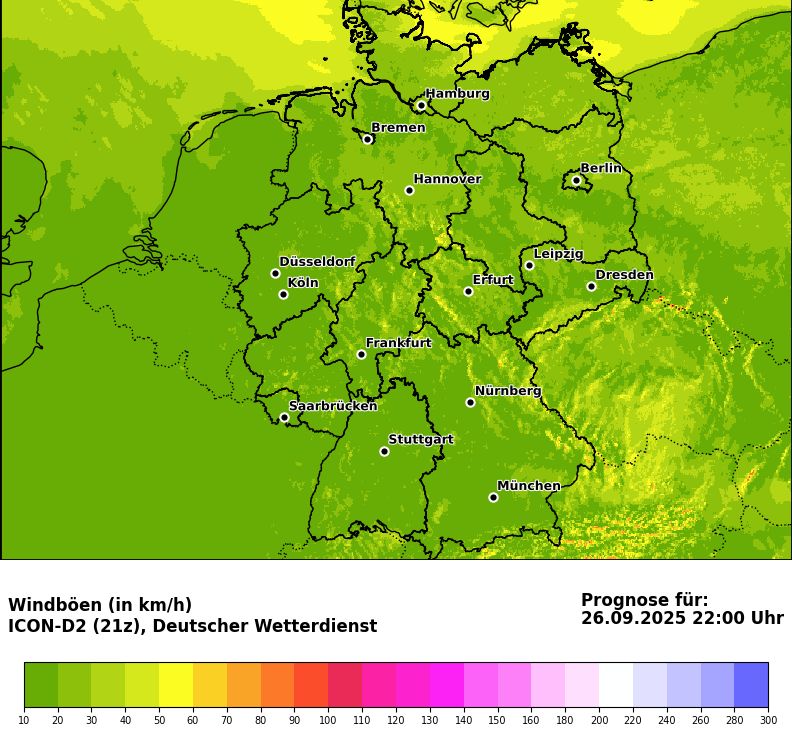 Hamburg
Bremen
Berlin
Hannover
Leipzig
Düsseldorf
Dresden
Köln
Erfurt
Frankfurt
Nürnberg
Saarbrücken
Stuttgart
München
Windböen (in km/h)
ICON-D2 (21z), Deutscher Wetterdienst
Prognose für:
26.09.2025 22:00 Uhr
10 20 30 40 50 60 70 80 90 100 110 120 130 140 150 160 180 200 220 240 260 280 300